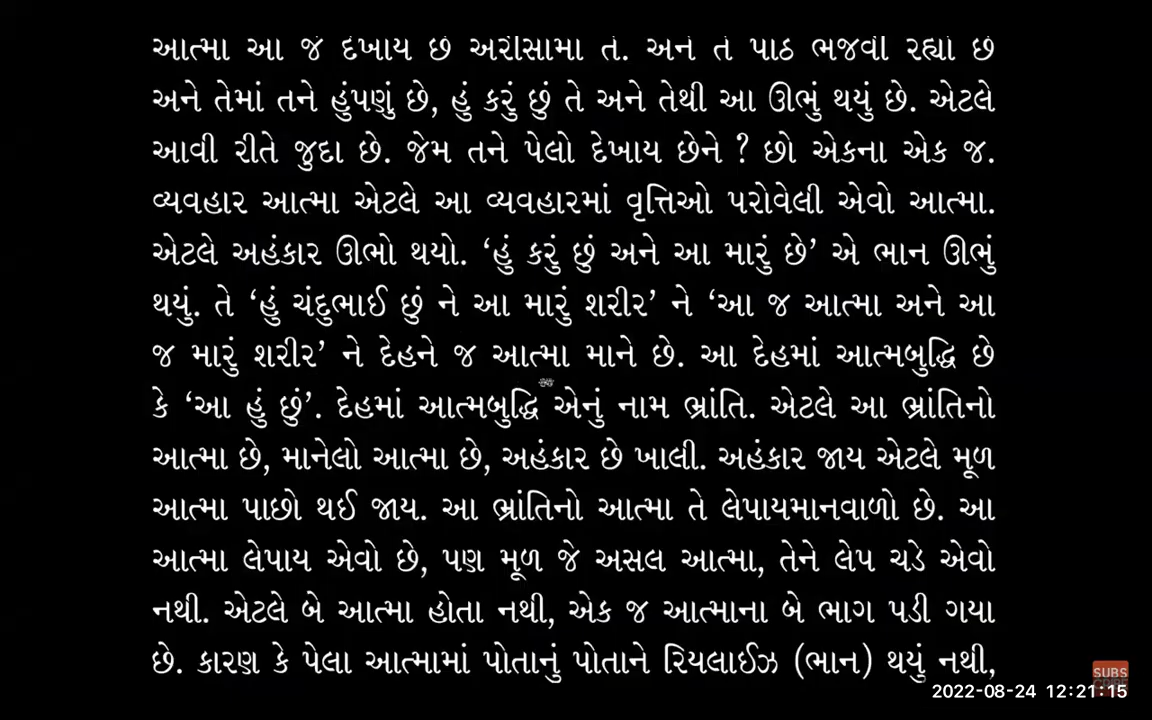 આત્મા આ જ દેખાય છે અરીસામાં તે. અને તે પાઠ ભજવી રહ્યો છે
અને તેમાં તને હુંપણું છે, હું કરું છું તે અને તેથી આ ઊભું થયું છે. એટલે
આવી રીતે જુદા છે. જેમ તને પેલો દેખાય છેને ? છો એકના એક જ.
વ્યવહાર આત્મા એટલે આ વ્યવહારમાં વૃત્તિઓ પરોવેલી એવો આત્મા.
એટલે અહંકાર ઊભો થયો. ‘હું કરું છું અને આ મારું છે’ એ ભાન ઊભું
થયું. તે ‘હું ચંદુભાઈ છું ને આ મારું શરીર’ ને ‘આ જ આત્મા અને આ
જ મારું શરીર’ ને દેહને જ આત્મા માને છે. આ દેહમાં આત્મબુદ્ધિ છે
કે ‘આ હું છું’. દેહમાં આત્મબુદ્ધિ એનું નામ ભ્રાંતિ. એટલે આ ભ્રાંતિનો
આત્મા છે, માનેલો આત્મા છે, અહંકાર છે ખાલી. અહંકાર જાય એટલે મૂળ
આત્મા પાછો થઈ જાય. આ ભ્રાંતિનો આત્મા તે લેપાયમાનવાળો છે. આ
આત્મા લેપાય એવો છે, પણ મૂળ જે અસલ આત્મા, તેને લેપ ચડે એવો
નથી. એટલે બે આત્મા હોતા નથી, એક જ આત્માના બે ભાગ પડી ગયા
છે. કારણ કે પેલા આત્મામાં પોતાનું પોતાને રિયલાઈઝ (ભાન) થયું નથી,
SUBS
2022-08-24 12:21:15